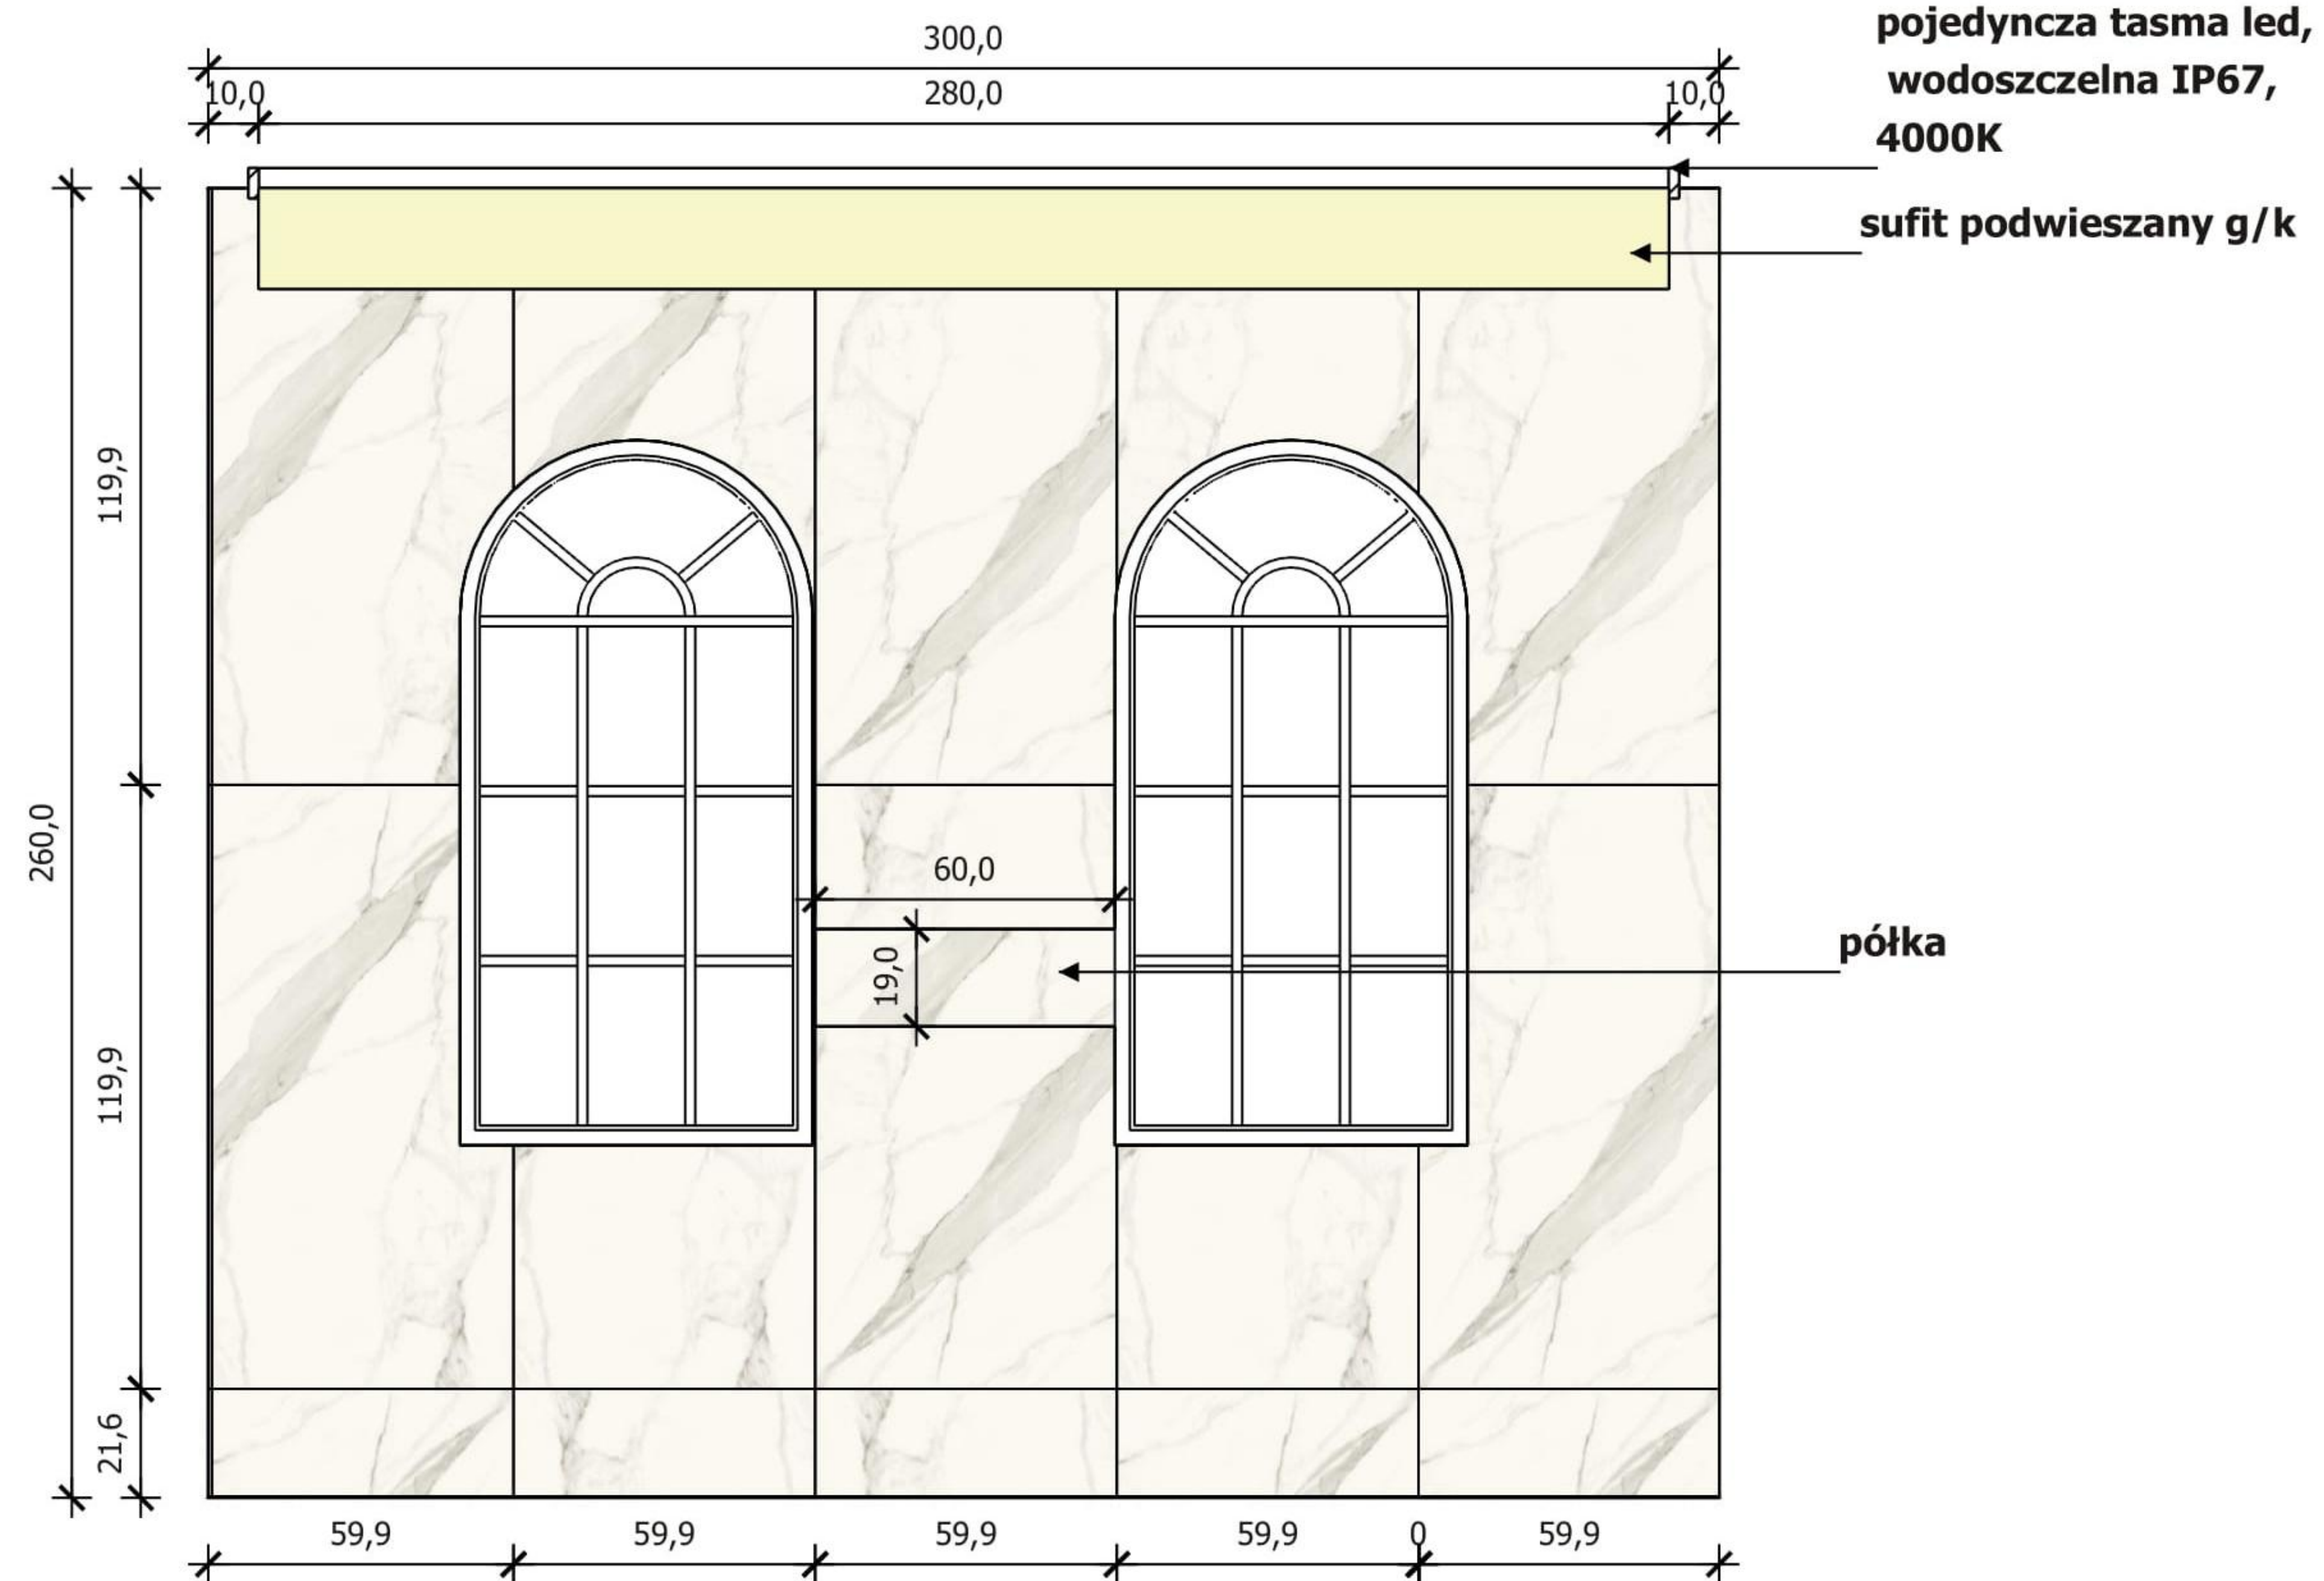 300,0
10,0 280,0 10,0
pojedyncza tasma led,
wodoszczelna IP67,
4000K
sufit podwieszany g/k
119,9
260,0
60,0
19,0
półka
119,9
21,6
59,9 59,9 59,9 59,9 0 59,9